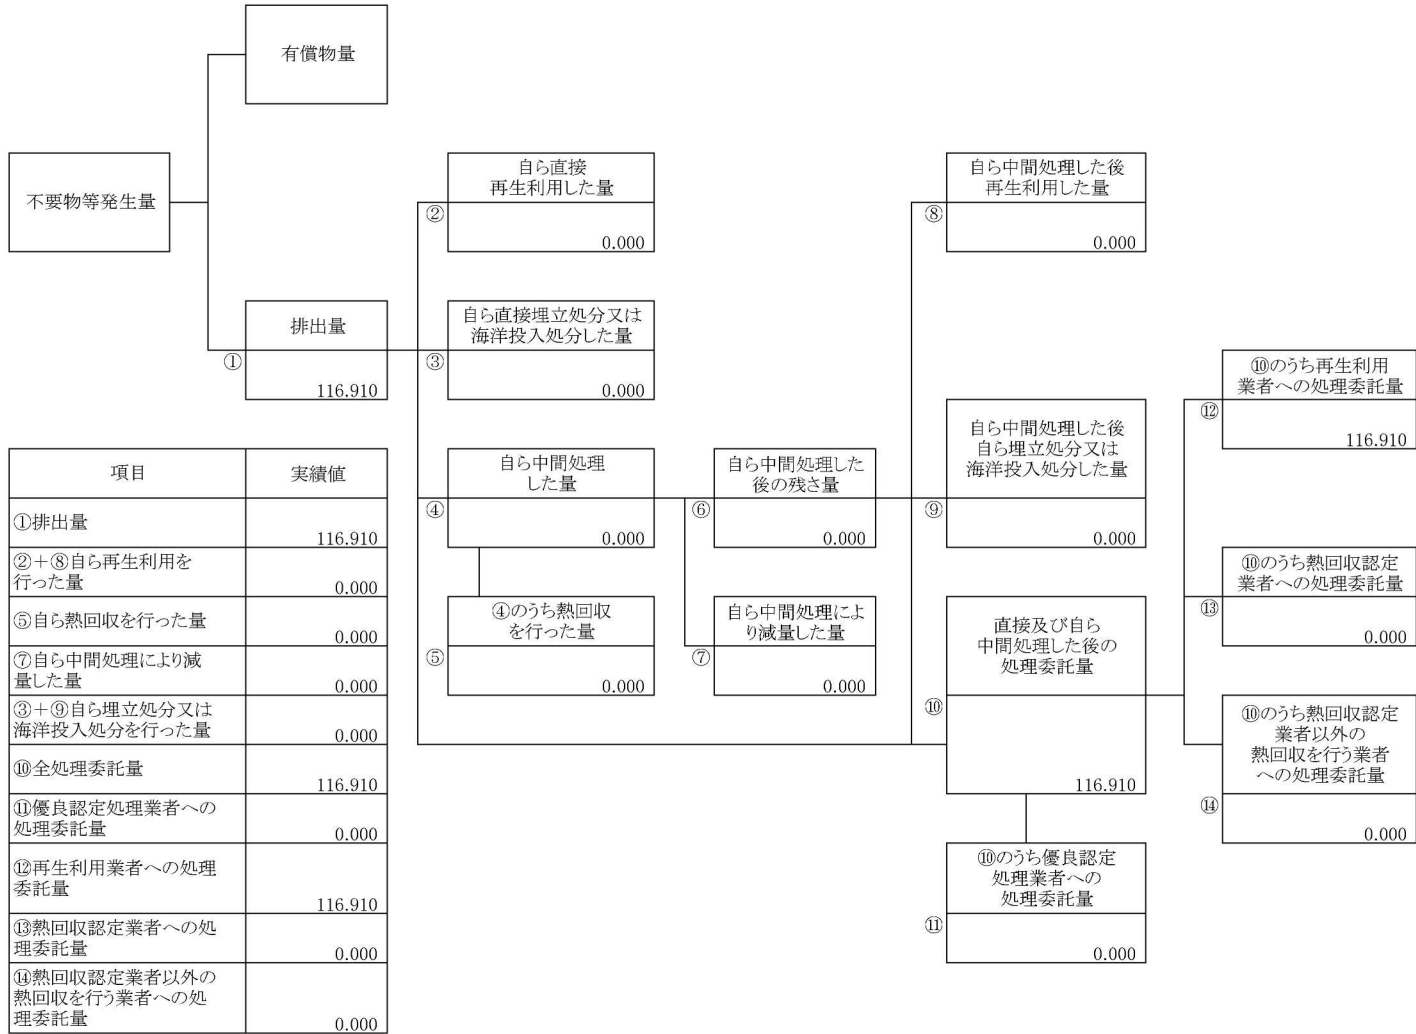 有償物量
不要物等発生量
排出量
①
116.910
自ら直接
再生利用した量
②
0.000
自ら直接埋立処分又は
海洋投入処分した量
③
0.000
自ら中間処理
した量
④
0.000
④のうち熱回収
を行った量
⑤
0.000
自ら中間処理した
後の残さ量
⑥
0.000
自ら中間処理によ
り減量した量
⑦
0.000
自ら中間処理した後
再生利用した量
⑧
0.000
自ら中間処理した後
自ら埋立処分又は
海洋投入処分した量
⑨
0.000
直接及び自ら
中間処理した後の
処理委託量
⑩
116.910
⑩のうち優良認定
処理業者への
処理委託量
⑪
0.000
⑩のうち再生利用
業者への処理委託量
⑫
116.910
⑩のうち熱回収認定
業者への処理委託量
⑬
0.000
⑩のうち熱回収認定
業者以外の
熱回収を行う業者
への処理委託量
⑭
0.000
項目 実績値
①排出量
116.910
②＋⑧自ら再生利用を
行った量
0.000
⑤自ら熱回収を行った量
0.000
⑦自ら中間処理により減
量した量
0.000
③＋⑨自ら埋立処分又は
海洋投入処分を行った量
0.000
⑩全処理委託量
116.910
⑪優良認定処理業者への
処理委託量
0.000
⑫再生利用業者への処理
委託量
116.910
⑬熱回収認定業者への処
理委託量
0.000
⑭熱回収認定業者以外の
熱回収を行う業者への処
理委託量
0.000